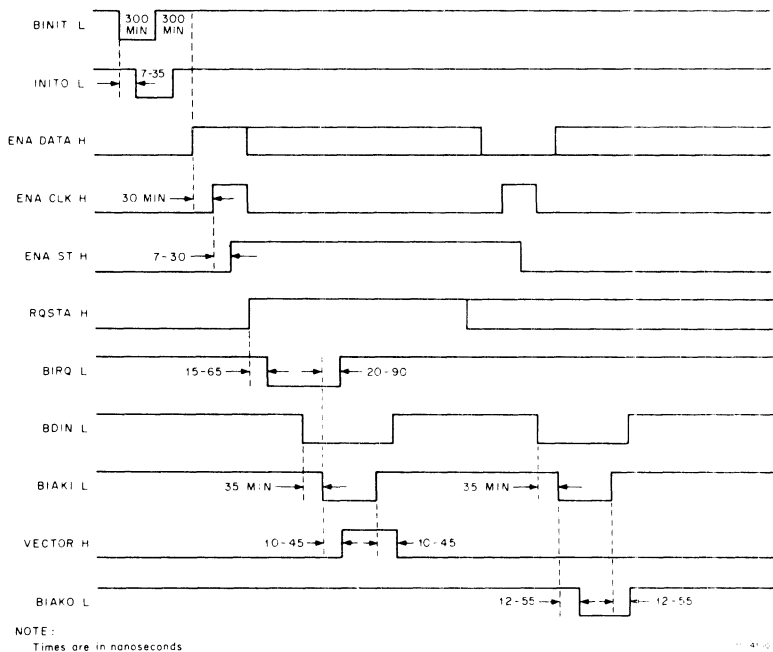 BINIT L
300 MIN
300 MIN
INITO L
7-35
ENA DATA H
ENA CLK H
30 MIN
ENA ST H
7-30
RQSTA H
BIRQ L
15-65
20-90
BDIN L
BIAKI L
35 MIN
35 MIN
VECTOR H
10-45
10-45
BIAKO L
12-55
12-55
NOTE:
Times are in nanoseconds